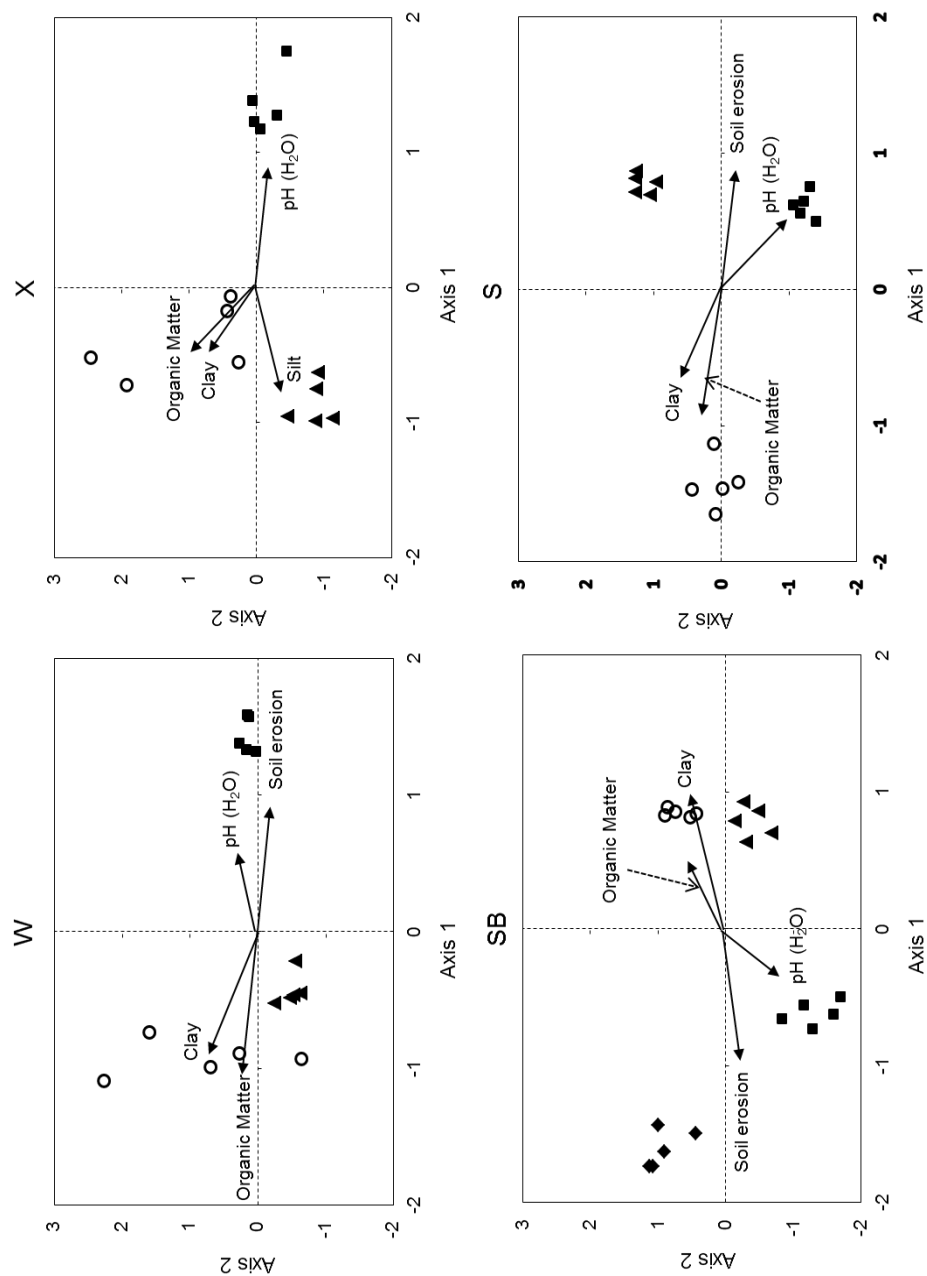 W
3
2
1
0
-1
-2
Axis 2
-2
-1
0
1
2
Axis 1
Clay
Organic Matter
pH (H₂O)
Soil erosion
X
3
2
1
0
-1
-2
Axis 2
-2
-1
0
1
2
Axis 1
Organic Matter
Clay
Silt
pH (H₂O)
SB
3
2
1
0
-1
-2
Axis 2
-2
-1
0
1
2
Axis 1
Organic Matter
Clay
Soil erosion
pH (H₂O)
S
3
2
1
0
-1
-2
Axis 2
-2
-1
0
1
2
Axis 1
Clay
Organic Matter
Soil erosion
pH (H₂O)